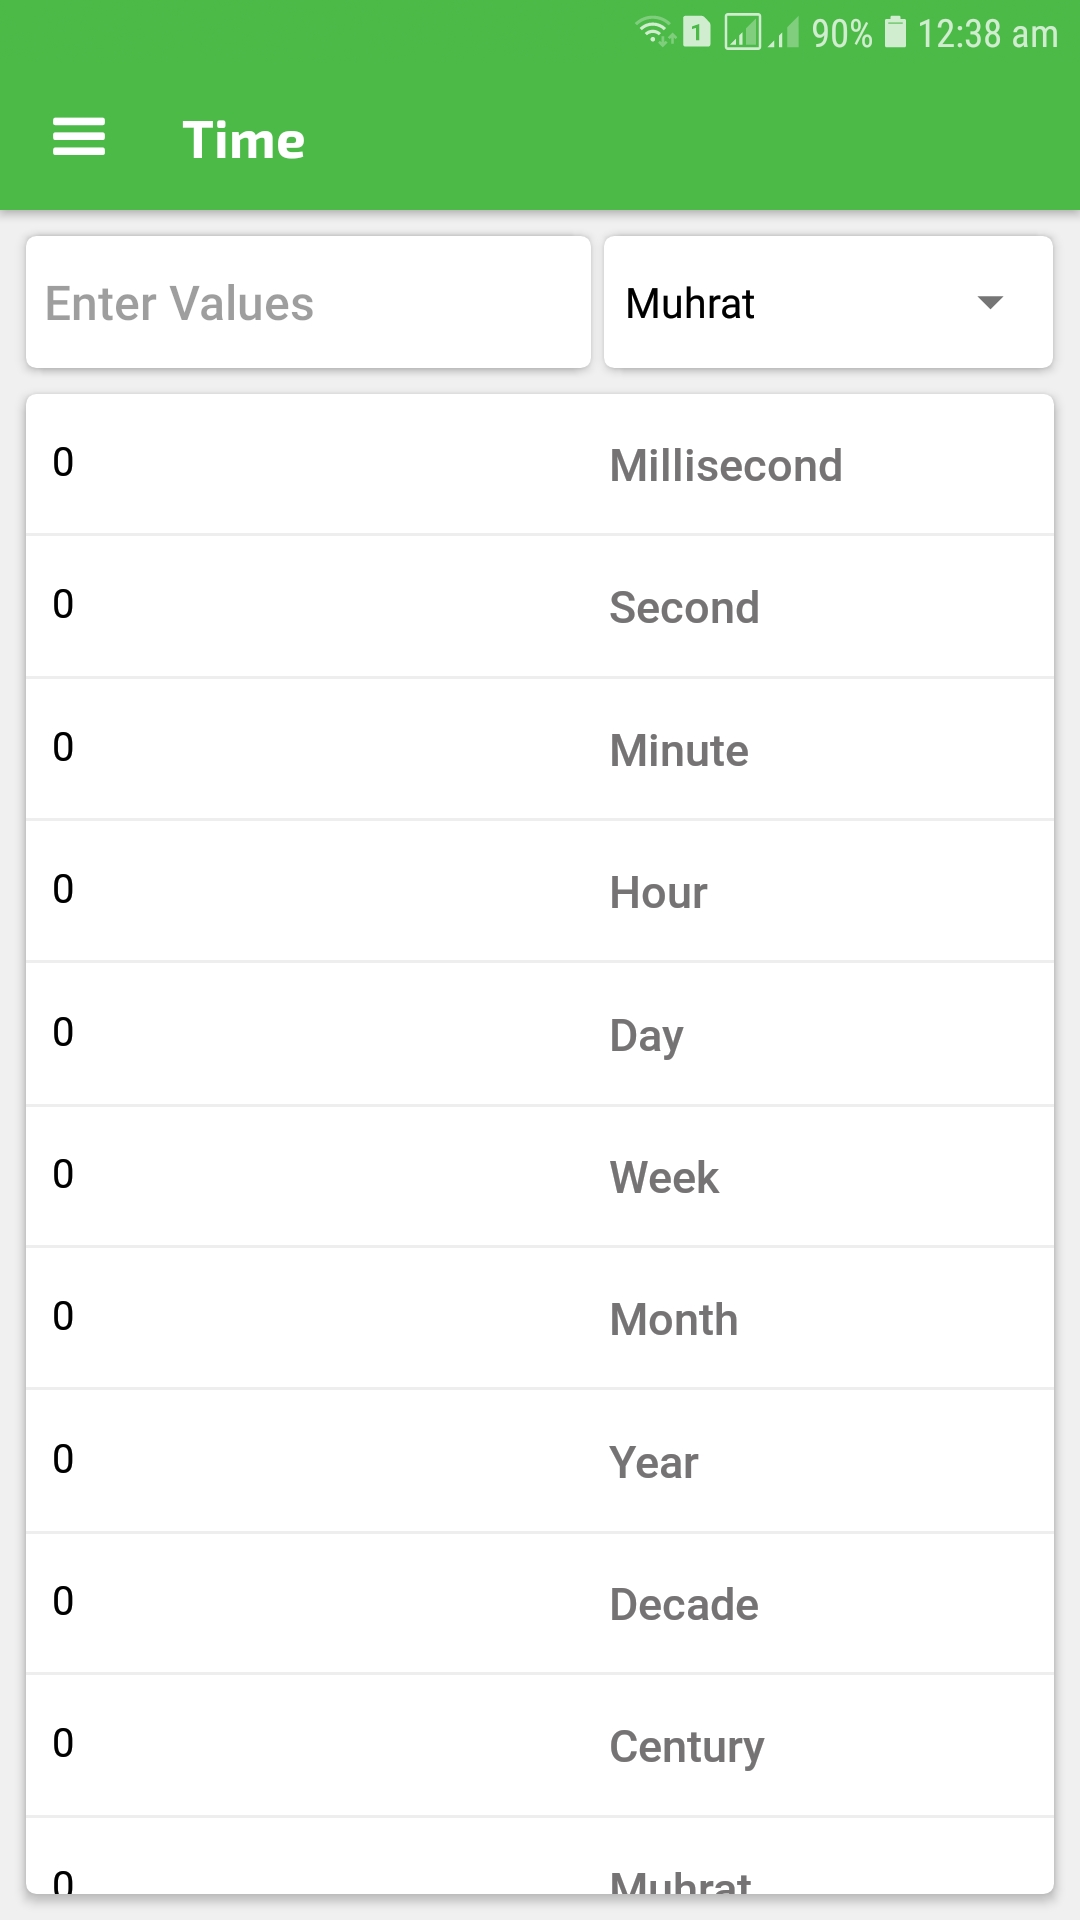 1 90% 12:38 am
Time
Enter Values Muhrat
0 Millisecond
0 Second
0 Minute
0 Hour
0 Day
0 Week
0 Month
0 Year
0 Decade
0 Century
0 Muhrat